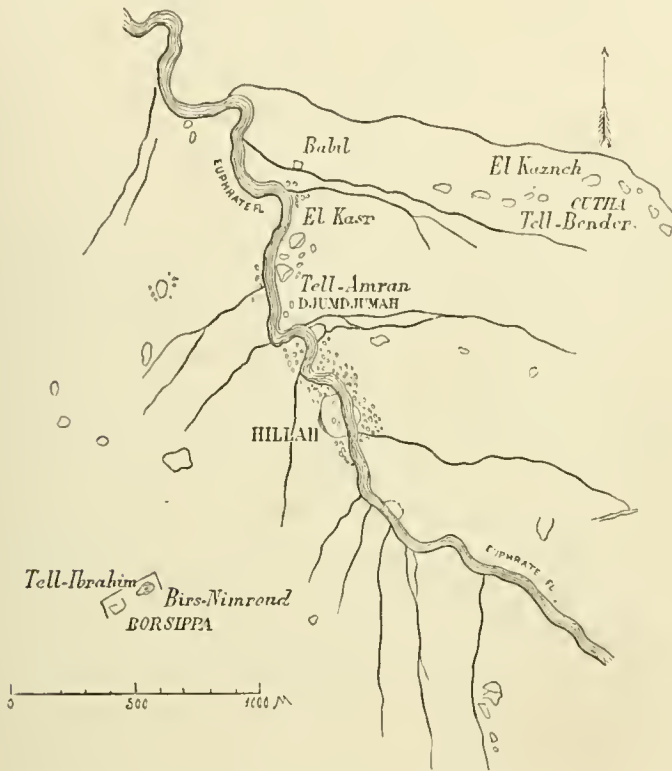 Babil
EUPHRATE FL
El Kazneh
CUTHA
Tell-Bender.
El Kasr
Tell-Amran
DJUMDJUMAH
HILLAH
EUPHRATE FL
Tell-Ibrahim
Birs-Nimroud
BORSIPPA
0 500 1000 M